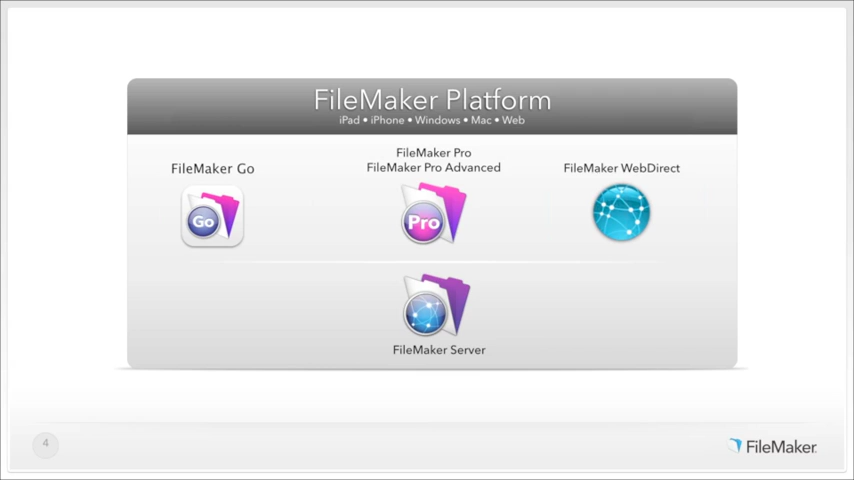 FileMaker Platform
iPad • iPhone • Windows • Mac • Web
FileMaker Go
FileMaker Pro
FileMaker Pro Advanced
FileMaker WebDirect
Go
Pro
FileMaker Server
4
FileMaker.